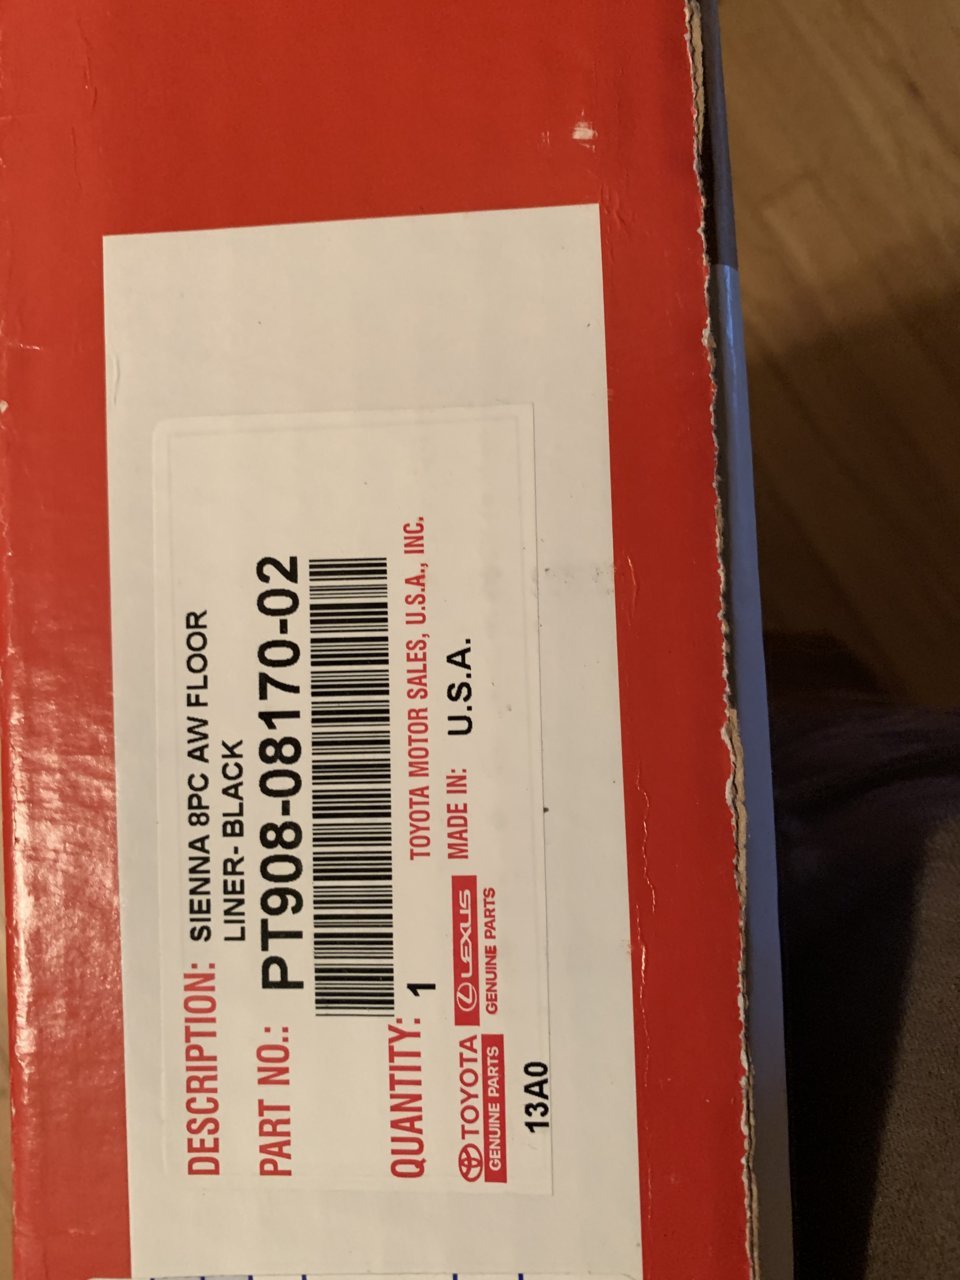 DESCRIPTION: SIENNA 8PC AW FLOOR
LINER- BLACK
PART NO.: PT908-08170-02
QUANTITY: 1
TOYOTA MOTOR SALES, U.S.A., INC.
MADE IN: U.S.A.
TOYOTA
GENUINE PARTS
LEXUS
GENUINE PARTS
13A0